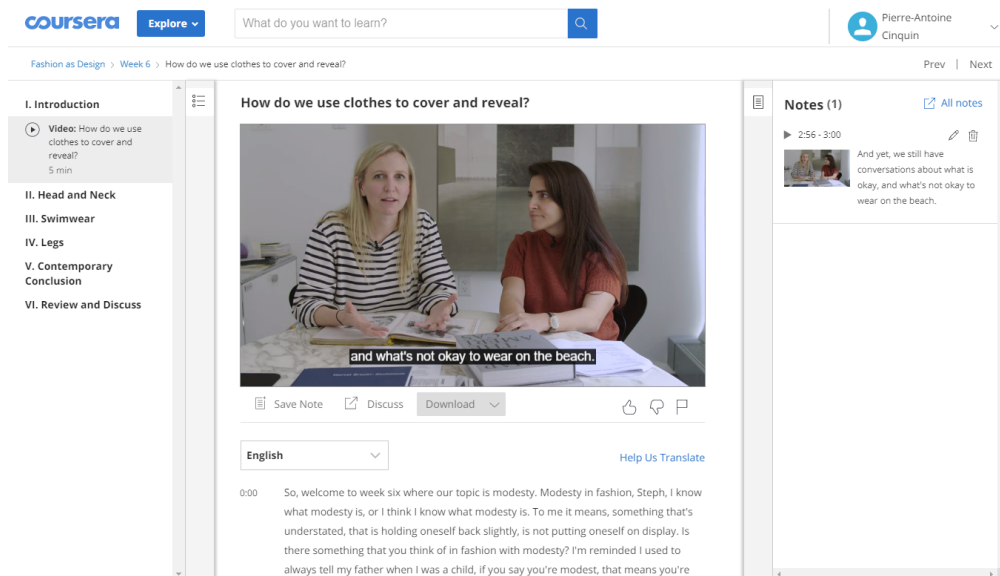 coursera
Explore
What do you want to learn?
Pierre-Antoine
Cinquin
Fashion as Design > Week 6 > How do we use clothes to cover and reveal?
Prev | Next
I. Introduction
Video: How do we use
clothes to cover and
reveal?
5 min
II. Head and Neck
III. Swimwear
IV. Legs
V. Contemporary
Conclusion
VI. Review and Discuss
How do we use clothes to cover and reveal?
and what's not okay to wear on the beach.
Save Note
Discuss
Download
English
Help Us Translate
0:00
So, welcome to week six where our topic is modesty. Modesty in fashion, Steph, I know
what modesty is, or I think I know what modesty is. To me it means, something that's
understated, that is holding oneself back slightly, is not putting oneself on display. Is
there something that you think of in fashion with modesty? I'm reminded I used to
always tell my father when I was a child, if you say you're modest, that means you're
Notes (1)
All notes
2:56 - 3:00
And yet, we still have
conversations about what is
okay, and what's not okay to
wear on the beach.